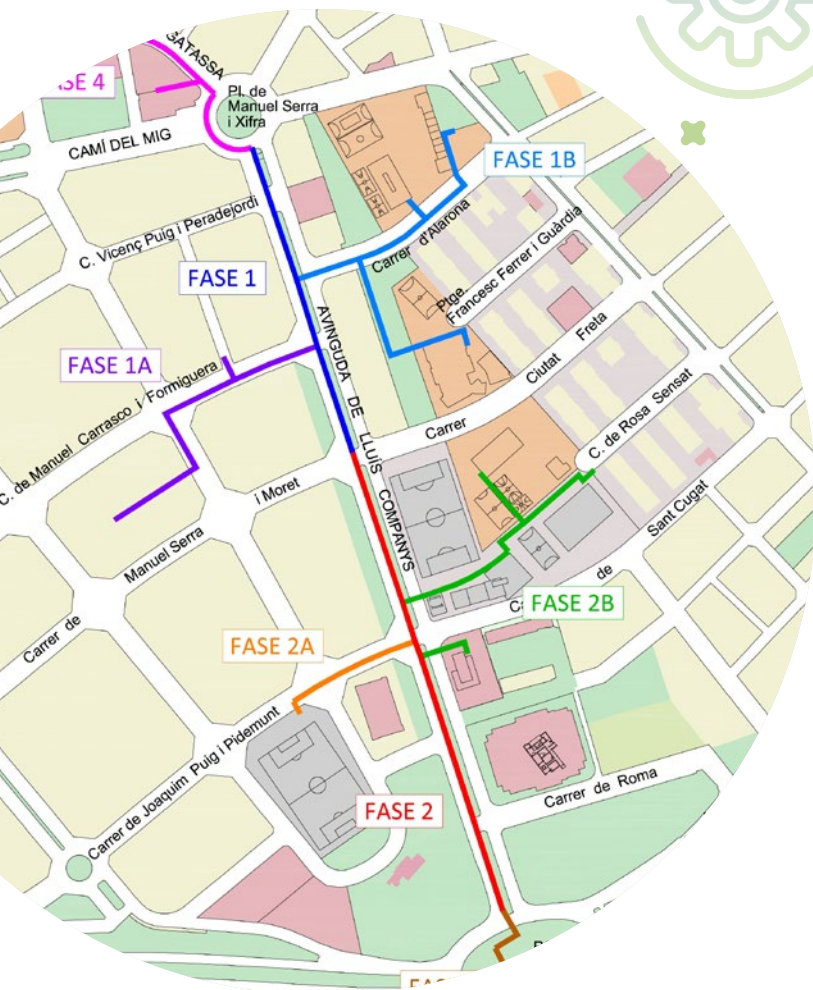 GATASSA
FASE 4
Pl. de
Manuel Serra
i Xifra
CAMÍ DEL MIG
FASE 1B
C. Vicenç Puig i Peradejordi
Carrer d'Alarona
Ptge.
Francesc Ferrer i Guàrdia
FASE 1
AVINGUDA DE LLUÍS COMPANYS
FASE 1A
C. de Manuel Carrasco i Formiguera
Carrer Ciutat Freta
C. de Rosa Sensat
Carrer de Manuel Serra i Moret
de Sant Cugat
FASE 2B
FASE 2A
Carrer de Joaquim Puig i Pidemunt
FASE 2
Carrer de Roma